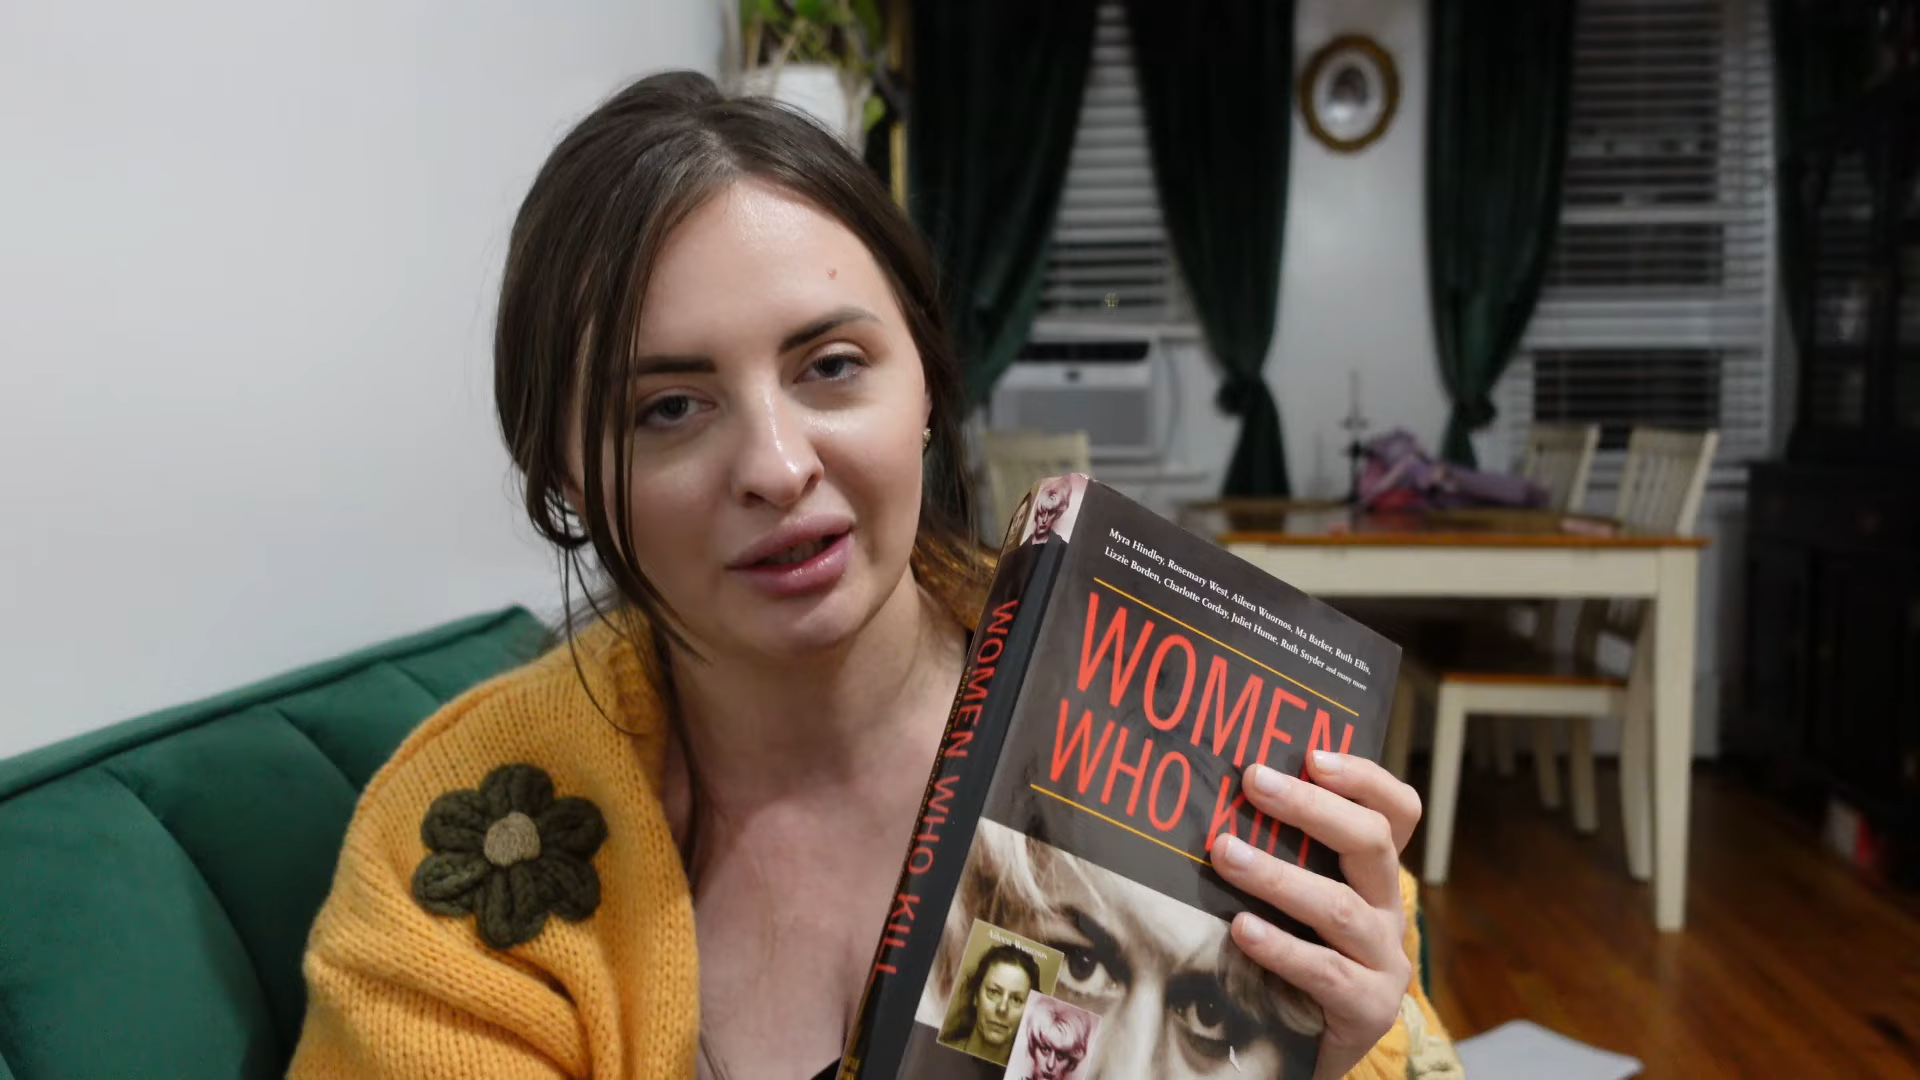 Myra Hindley, Rosemary West, Aileen Wuornos, Ma Barker, Ruth Ellis,
Lizzie Borden, Charlotte Corday, Juliet Hume, Ruth Snyder and many more
WOMEN
WHO KILL
WOMEN WHO KILL
Aileen Wuornos